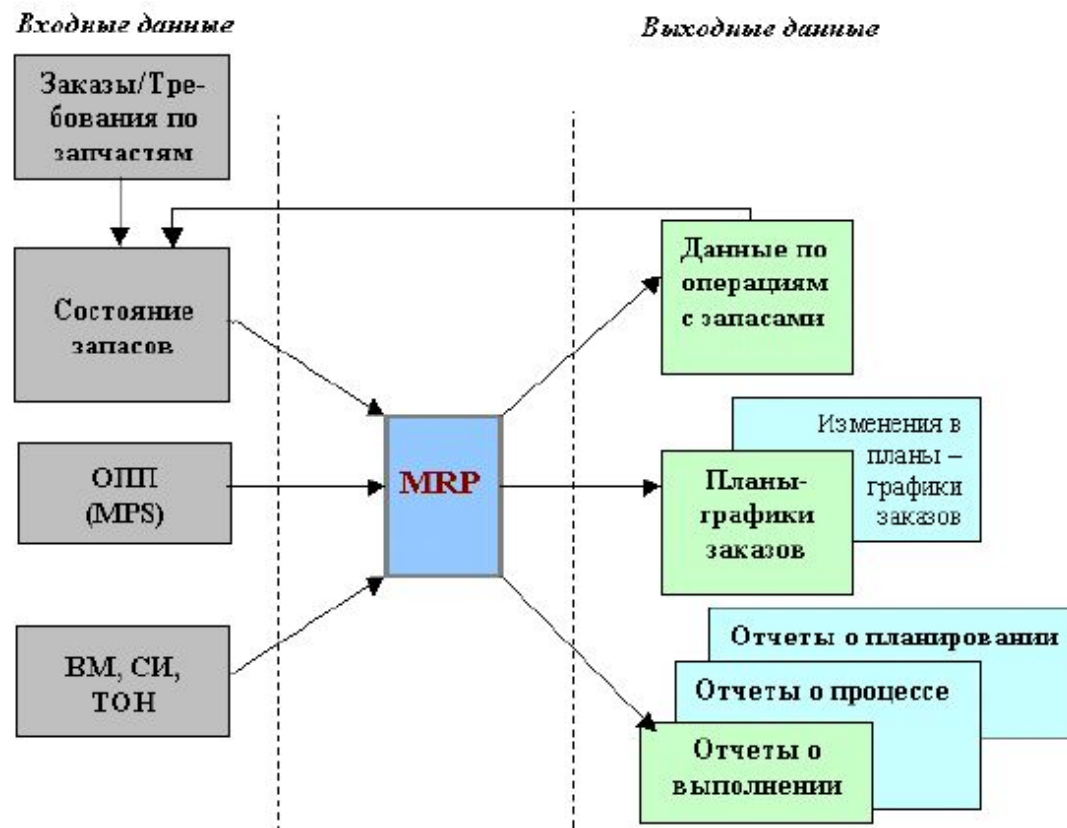 Входные данные
Выходные данные
Заказы/Тре-
бования по
запчастям
Состояние
запасов
ОПП
(MPS)
ВМ, СИ,
ТОН
MRP
Данные по
операциям
с запасами
Изменения в
планы –
графики
заказов
Планы-
графики
заказов
Отчеты о планировании
Отчеты о процессе
Отчеты о
выполнении